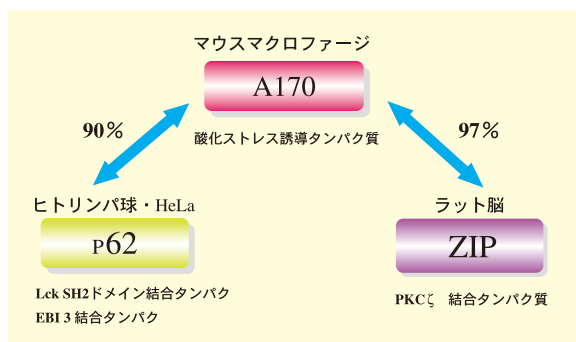 マウスマクロファージ
A170
90%
酸化ストレス誘導タンパク質
97%
ヒトリンパ球・HeLa
P62
Lck SH2ドメイン結合タンパク
EBI 3 結合タンパク
ラット脳
ZIP
PKCζ 結合タンパク質